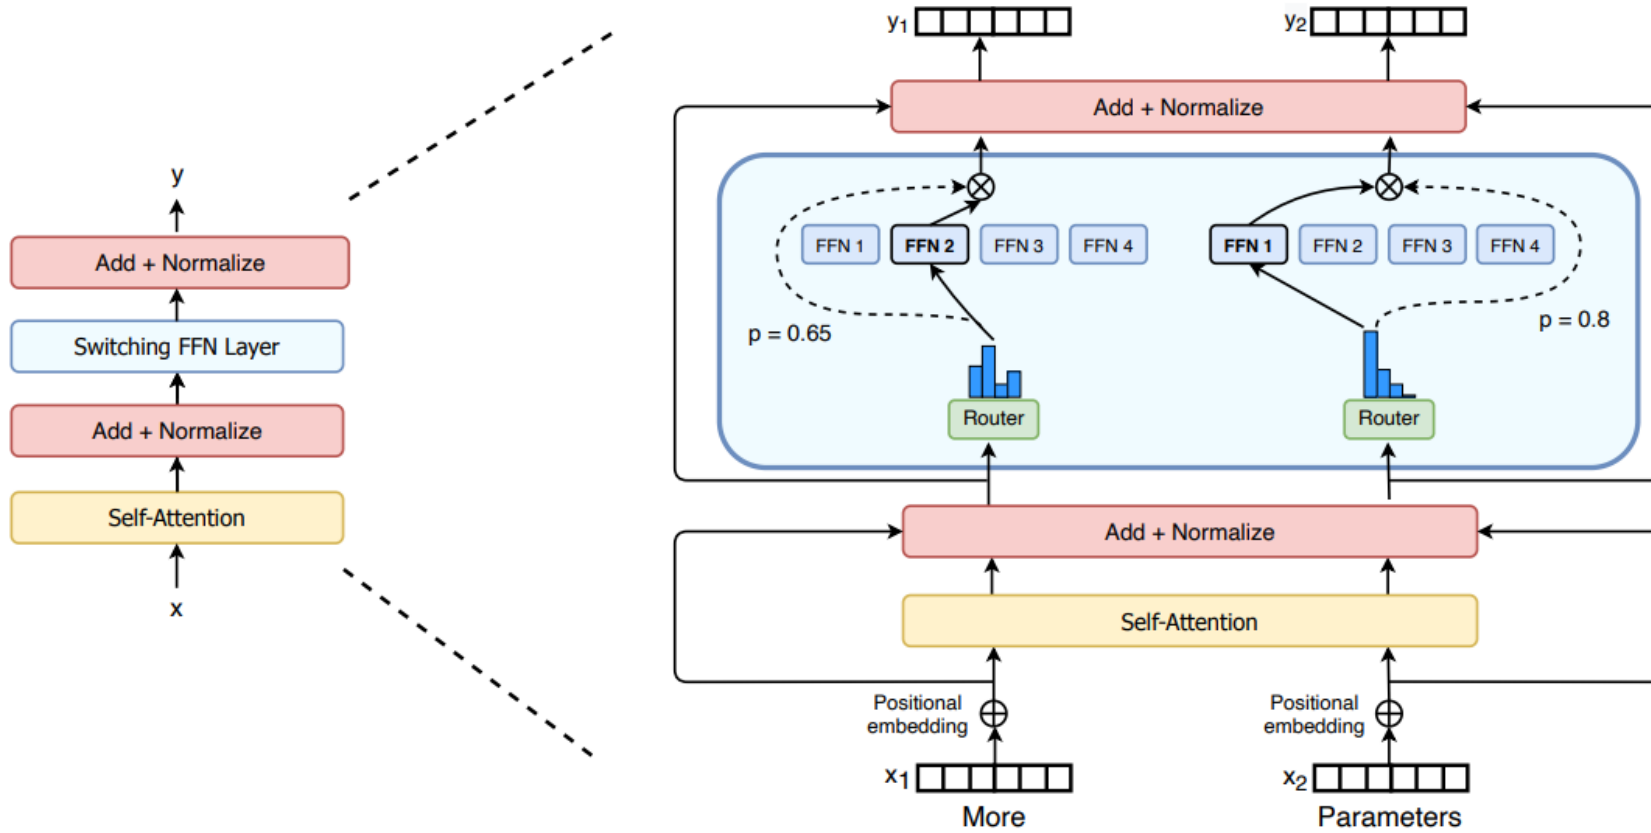 y
Add + Normalize
Switching FFN Layer
Add + Normalize
Self-Attention
x
y1
y2
Add + Normalize
FFN 1
FFN 2
FFN 3
FFN 4
FFN 1
FFN 2
FFN 3
FFN 4
p = 0.65
p = 0.8
Router
Router
Add + Normalize
Self-Attention
Positional
embedding
Positional
embedding
x1
x2
More
Parameters